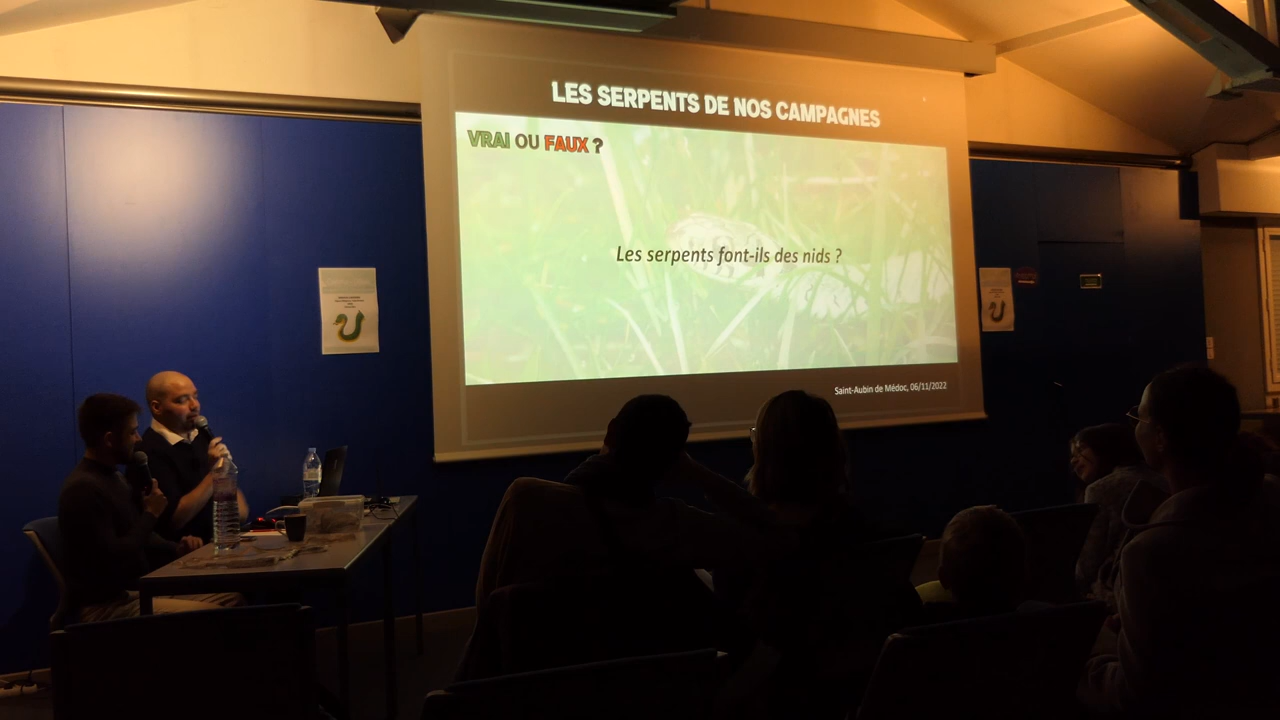 LES SERPENTS DE NOS CAMPAGNES
VRAI OU FAUX ?
Les serpents font-ils des nids ?
Saint-Aubin de Médoc, 06/11/2022